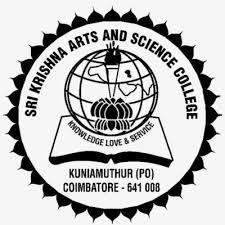 SRI KRISHNA ARTS AND SCIENCE COLLEGE
KNOWLEDGE LOVE & SERVICE
KUNIAMUTHUR (PO)
COIMBATORE - 641 008